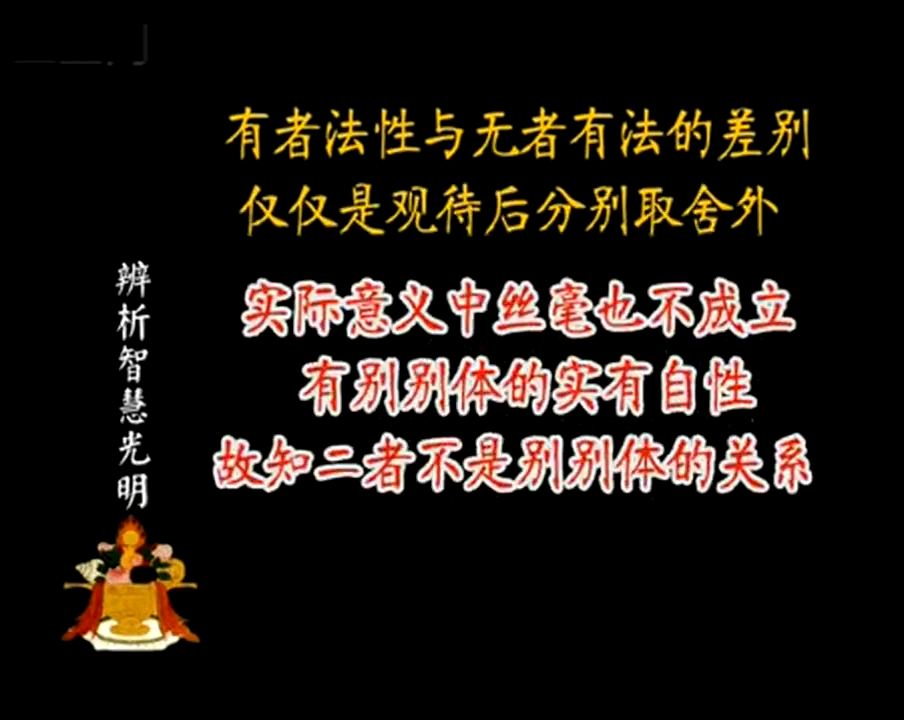 有者法性与无者有法的差别
仅仅是观待后分别取舍外
实际意义中丝毫也不成立
有别别体的实有自性
故知二者不是别别体的关系
辨析智慧光明